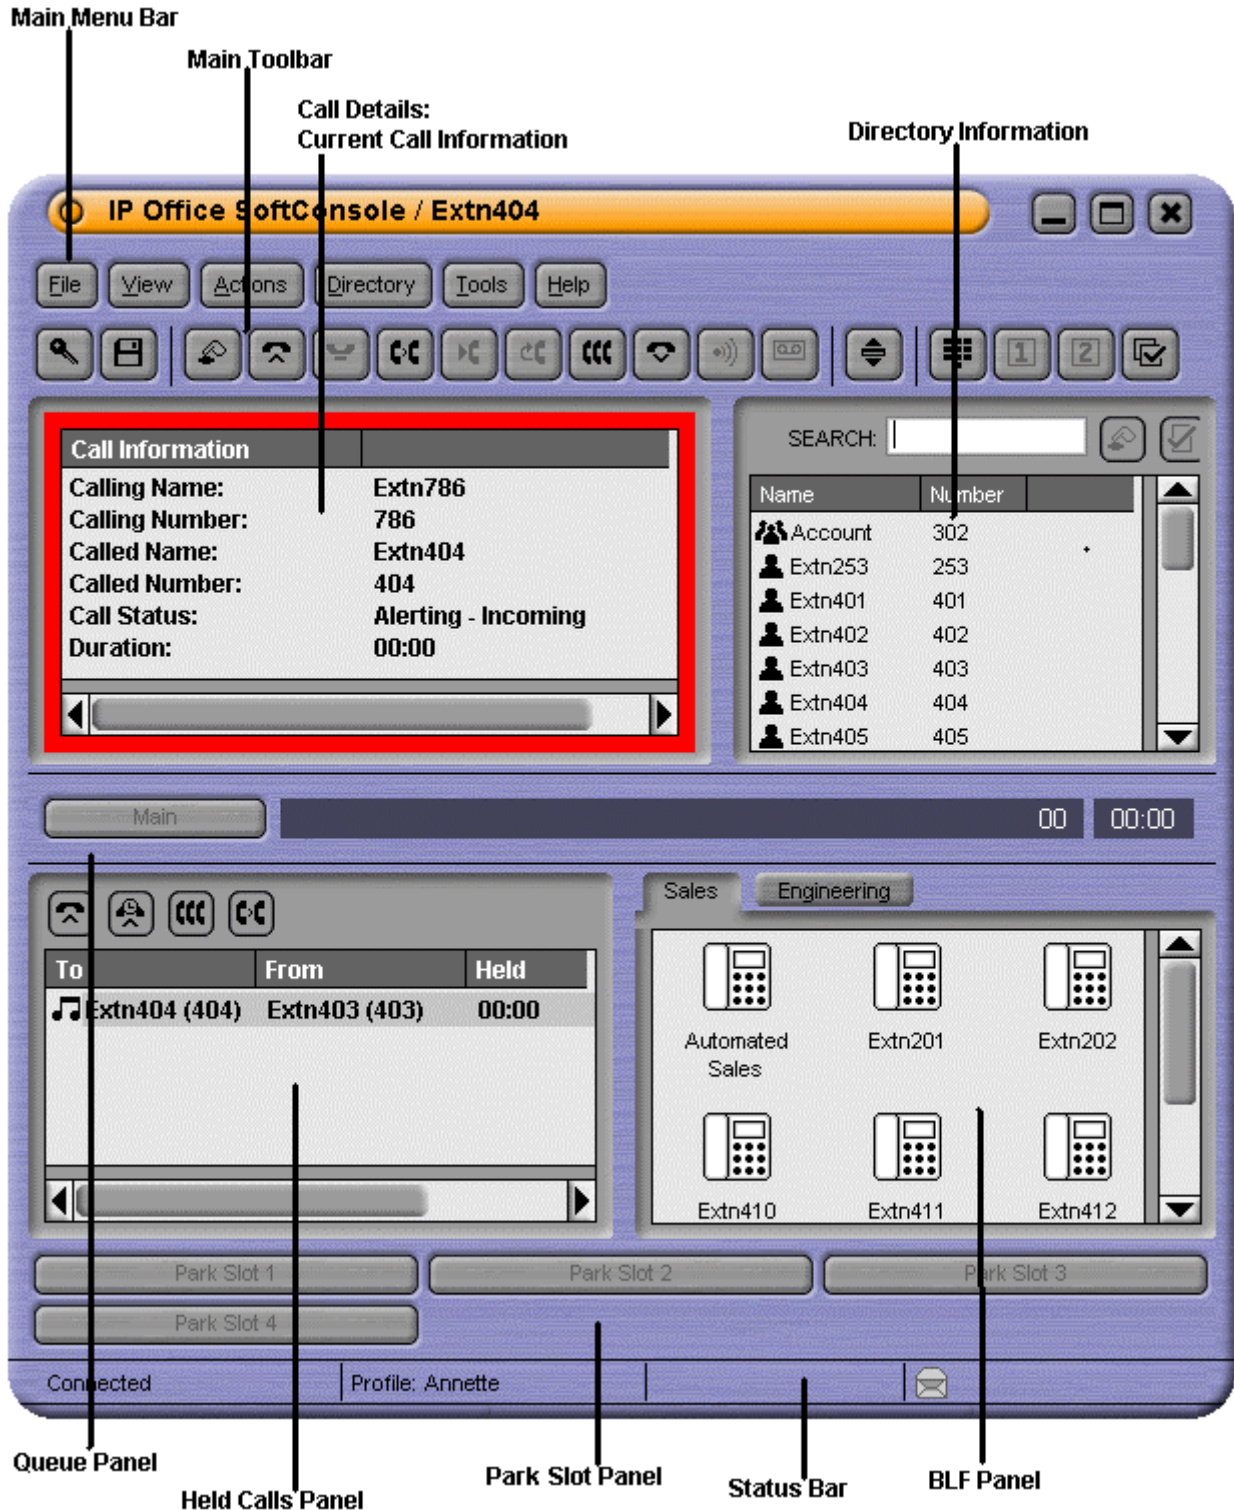 Main Menu Bar
Main Toolbar
Call Details:
Current Call Information
Directory Information
IP Office SoftConsole / Extn404
File View Actions Directory Tools Help
1 2
Call Information
Calling Name: Extn786
Calling Number: 786
Called Name: Extn404
Called Number: 404
Call Status: Alerting - Incoming
Duration: 00:00
SEARCH:
Name Number
Account 302
Extn253 253
Extn401 401
Extn402 402
Extn403 403
Extn404 404
Extn405 405
Main 00 00:00
To From Held
Extn404 (404) Extn403 (403) 00:00
Sales Engineering
Automated Sales
Extn201
Extn202
Extn410 Extn411 Extn412
Park Slot 1 Park Slot 2 Park Slot 3
Park Slot 4
Connected Profile: Annette
Queue Panel
Held Calls Panel
Park Slot Panel
Status Bar
BLF Panel